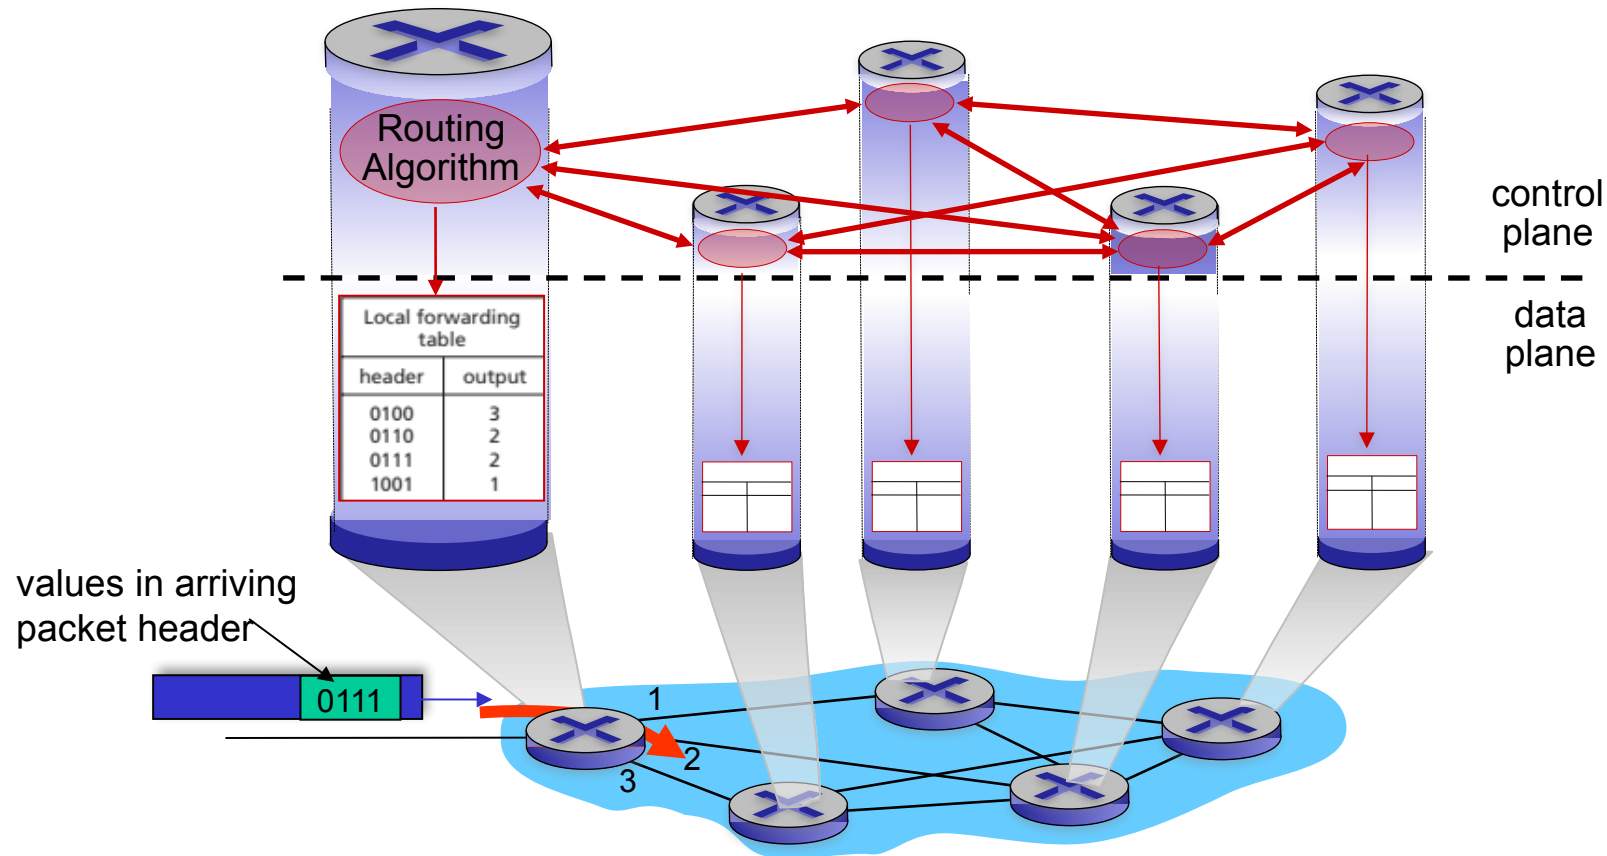 Routing
Algorithm
control
plane
data
plane
Local forwarding
table
header output
0100 3
0110 2
0111 2
1001 1
values in arriving
packet header
0111
1
2
3